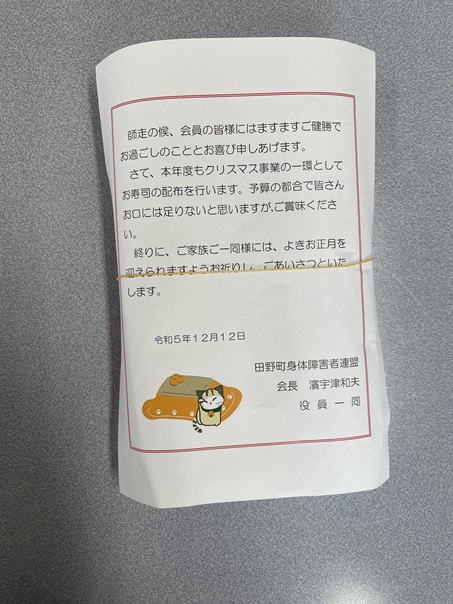 師走の候、会員の皆様にはますますご健勝で
お過ごしのこととお喜び申しあげます。
さて、本年度もクリスマス事業の一環として
お寿司の配布を行います。予算の都合で皆さん
お口には足りないと思いますが、ご賞味くださ
い。
終りに、ご家族ご一同様には、よきお正月を
迎えられますようお祈りし、ごあいさつといた
します。
令和5年12月12日
田野町身体障害者連盟
会長 濱宇津和夫
役員一同